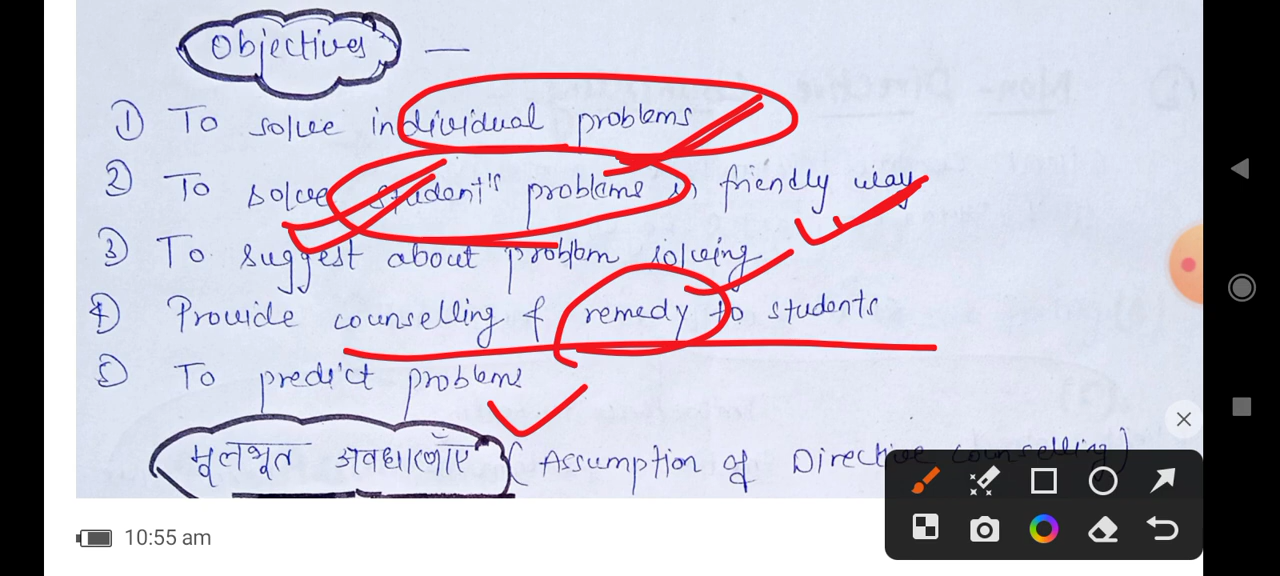 Objectives —
① To solve individual problems
② To solve student's problems in friendly way
③ To suggest about problem solving
④ Provide counselling & remedy to students
⑤ To predict problems
मूलभूत अवधारणाएँ (Assumption of Directive Counselling)
10:55 am